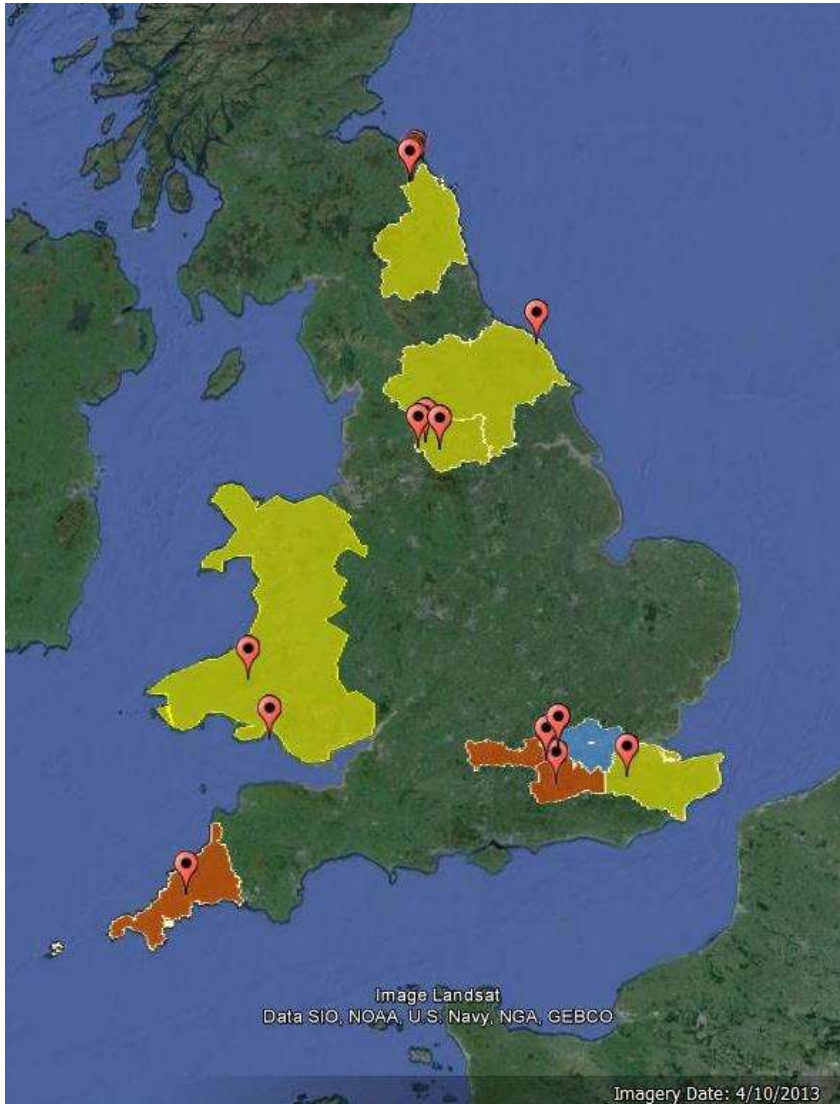 Image Landsat
Data SIO, NOAA, U.S. Navy, NGA, GEBCO
Imagery Date: 4/10/2013